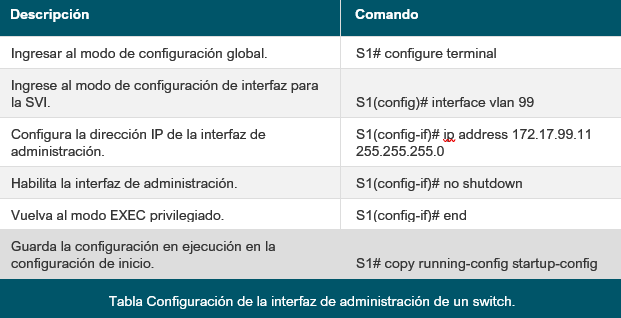 Descripción Comando
Ingresar al modo de configuración global. S1# configure terminal
Ingrese al modo de configuración de interfaz para
la SVI. S1(config)# interface vlan 99
Configura la dirección IP de la interfaz de S1(config-if)# ip address 172.17.99.11
administración. 255.255.255.0
Habilita la interfaz de administración. S1(config-if)# no shutdown
Vuelva al modo EXEC privilegiado. S1(config-if)# end
Guarda la configuración en ejecución en la
configuración de inicio. S1# copy running-config startup-config
Tabla Configuración de la interfaz de administración de un switch.